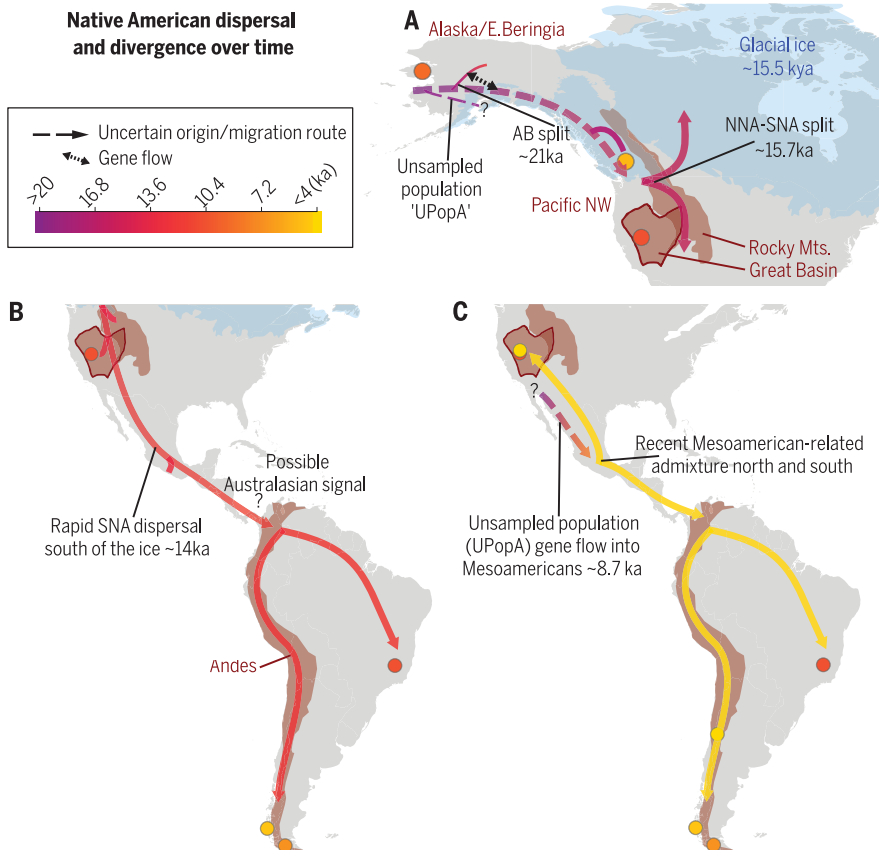 Native American dispersal
and divergence over time
Uncertain origin/migration route
Gene flow
>20
16.8
13.6
10.4
7.2
<4 (ka)
A
Alaska/E.Beringia
Glacial ice
~15.5 kya
?
AB split
~21ka
NNA-SNA split
~15.7ka
Unsampled
population
'UPopA'
Pacific NW
Rocky Mts.
Great Basin
B
Possible
Australasian signal
?
Rapid SNA dispersal
south of the ice ~14ka
Andes
C
?
Recent Mesoamerican-related
admixture north and south
Unsampled population
(UPopA) gene flow into
Mesoamericans ~8.7 ka